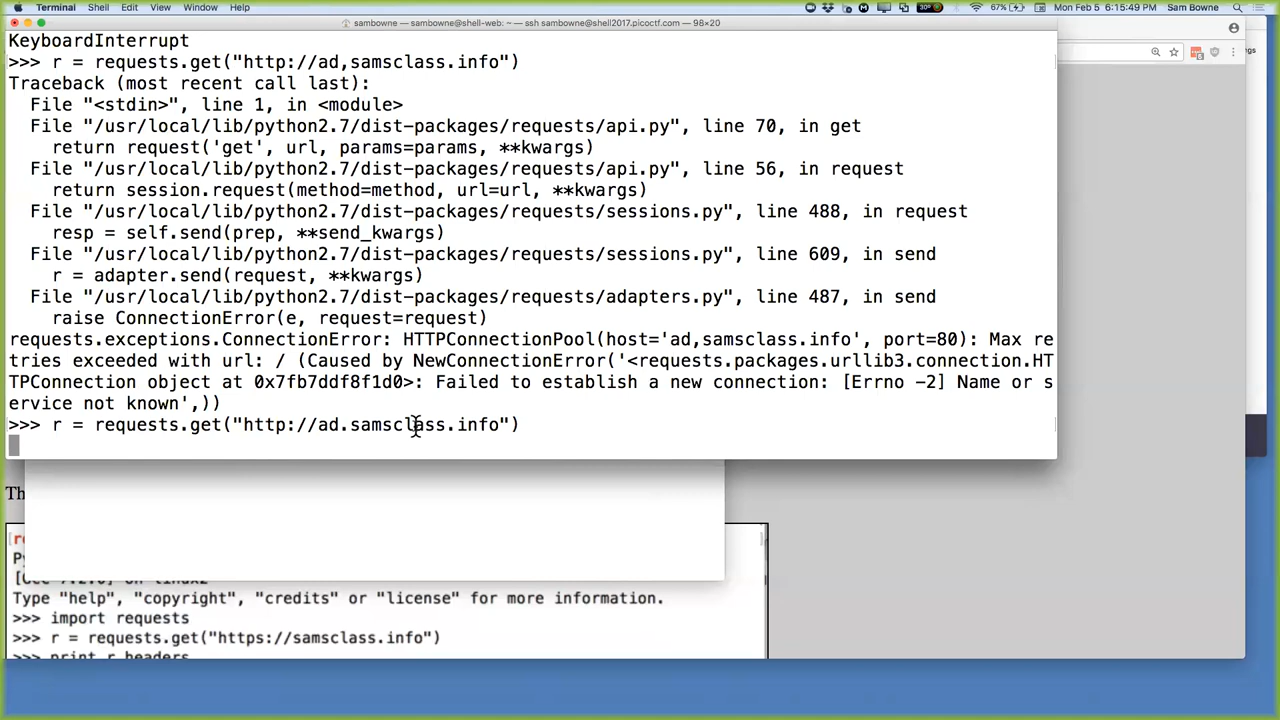 Terminal Shell Edit View Window Help
30° 67% Mon Feb 5 6:15:49 PM Sam Bowne
sambowne — sambowne@shell-web: ~ — ssh sambowne@shell2017.picoctf.com — 98×20
KeyboardInterrupt
>>> r = requests.get("http://ad,samsclass.info")
Traceback (most recent call last):
File "<stdin>", line 1, in <module>
File "/usr/local/lib/python2.7/dist-packages/requests/api.py", line 70, in get
return request('get', url, params=params, **kwargs)
File "/usr/local/lib/python2.7/dist-packages/requests/api.py", line 56, in request
return session.request(method=method, url=url, **kwargs)
File "/usr/local/lib/python2.7/dist-packages/requests/sessions.py", line 488, in request
resp = self.send(prep, **send_kwargs)
File "/usr/local/lib/python2.7/dist-packages/requests/sessions.py", line 609, in send
r = adapter.send(request, **kwargs)
File "/usr/local/lib/python2.7/dist-packages/requests/adapters.py", line 487, in send
raise ConnectionError(e, request=request)
requests.exceptions.ConnectionError: HTTPConnectionPool(host='ad,samsclass.info', port=80): Max re
tries exceeded with url: / (Caused by NewConnectionError('<requests.packages.urllib3.connection.HT
TPConnection object at 0x7fb7ddf8f1d0>: Failed to establish a new connection: [Errno -2] Name or s
ervice not known',))
>>> r = requests.get("http://ad.samsclass.info")
gs
Th
[r
Py
Type "help", "copyright", "credits" or "license" for more information.
>>> import requests
>>> r = requests.get("https://samsclass.info")
>>> print r.headers